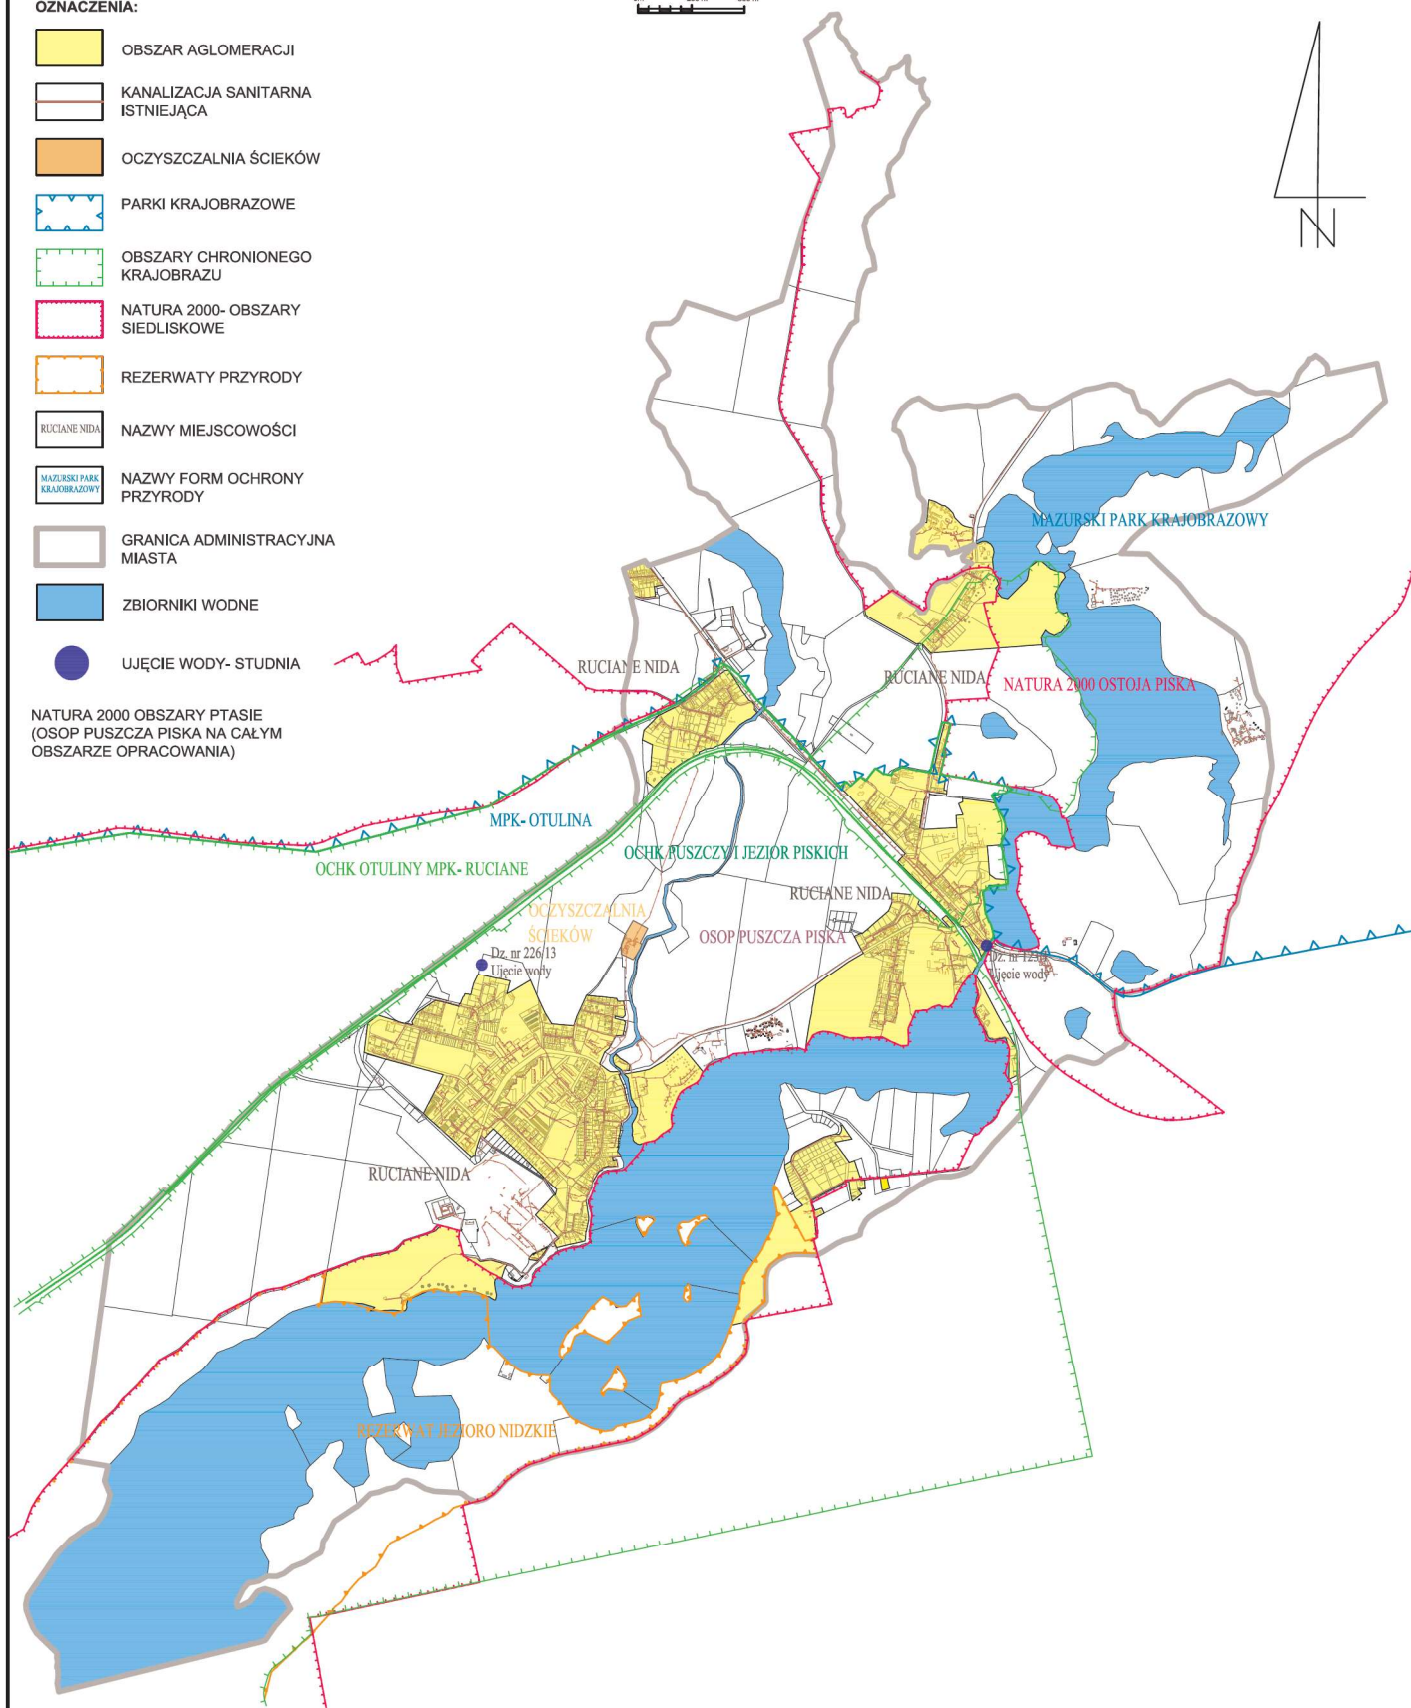 OZNACZENIA:
OBSZAR AGLOMERACJI
KANALIZACJA SANITARNA
ISTNIEJĄCA
OCZYSZCZALNIA ŚCIEKÓW
PARKI KRAJOBRAZOWE
OBSZARY CHRONIONEGO
KRAJOBRAZU
NATURA 2000- OBSZARY
SIEDLISKOWE
REZERWATY PRZYRODY
RUCIANE NIDA
NAZWY MIEJSCOWOŚCI
MAZURSKI PARK
KRAJOBRAZOWY
NAZWY FORM OCHRONY
PRZYRODY
GRANICA ADMINISTRACYJNA
MIASTA
ZBIORNIKI WODNE
UJĘCIE WODY- STUDNIA
NATURA 2000 OBSZARY PTASIE
(OSOP PUSZCZA PISKA NA CAŁYM
OBSZARZE OPRACOWANIA)
N
MAZURSKI PARK KRAJOBRAZOWY
RUCIANE NIDA
RUCIANE NIDA
NATURA 2000 OSTOJA PISKA
MPK- OTULINA
OCHK PUSZCZY I JEZIOR PISKICH
OCHK OTULINY MPK- RUCIANE
RUCIANE NIDA
OCZYSZCZALNIA
ŚCIEKÓW
OSOP PUSZCZA PISKA
Dz. nr 226/13
Ujęcie wody
Dz. nr
Ujęcie wody
RUCIANE NIDA
REZERWAT JEZIORO NIDZKIE